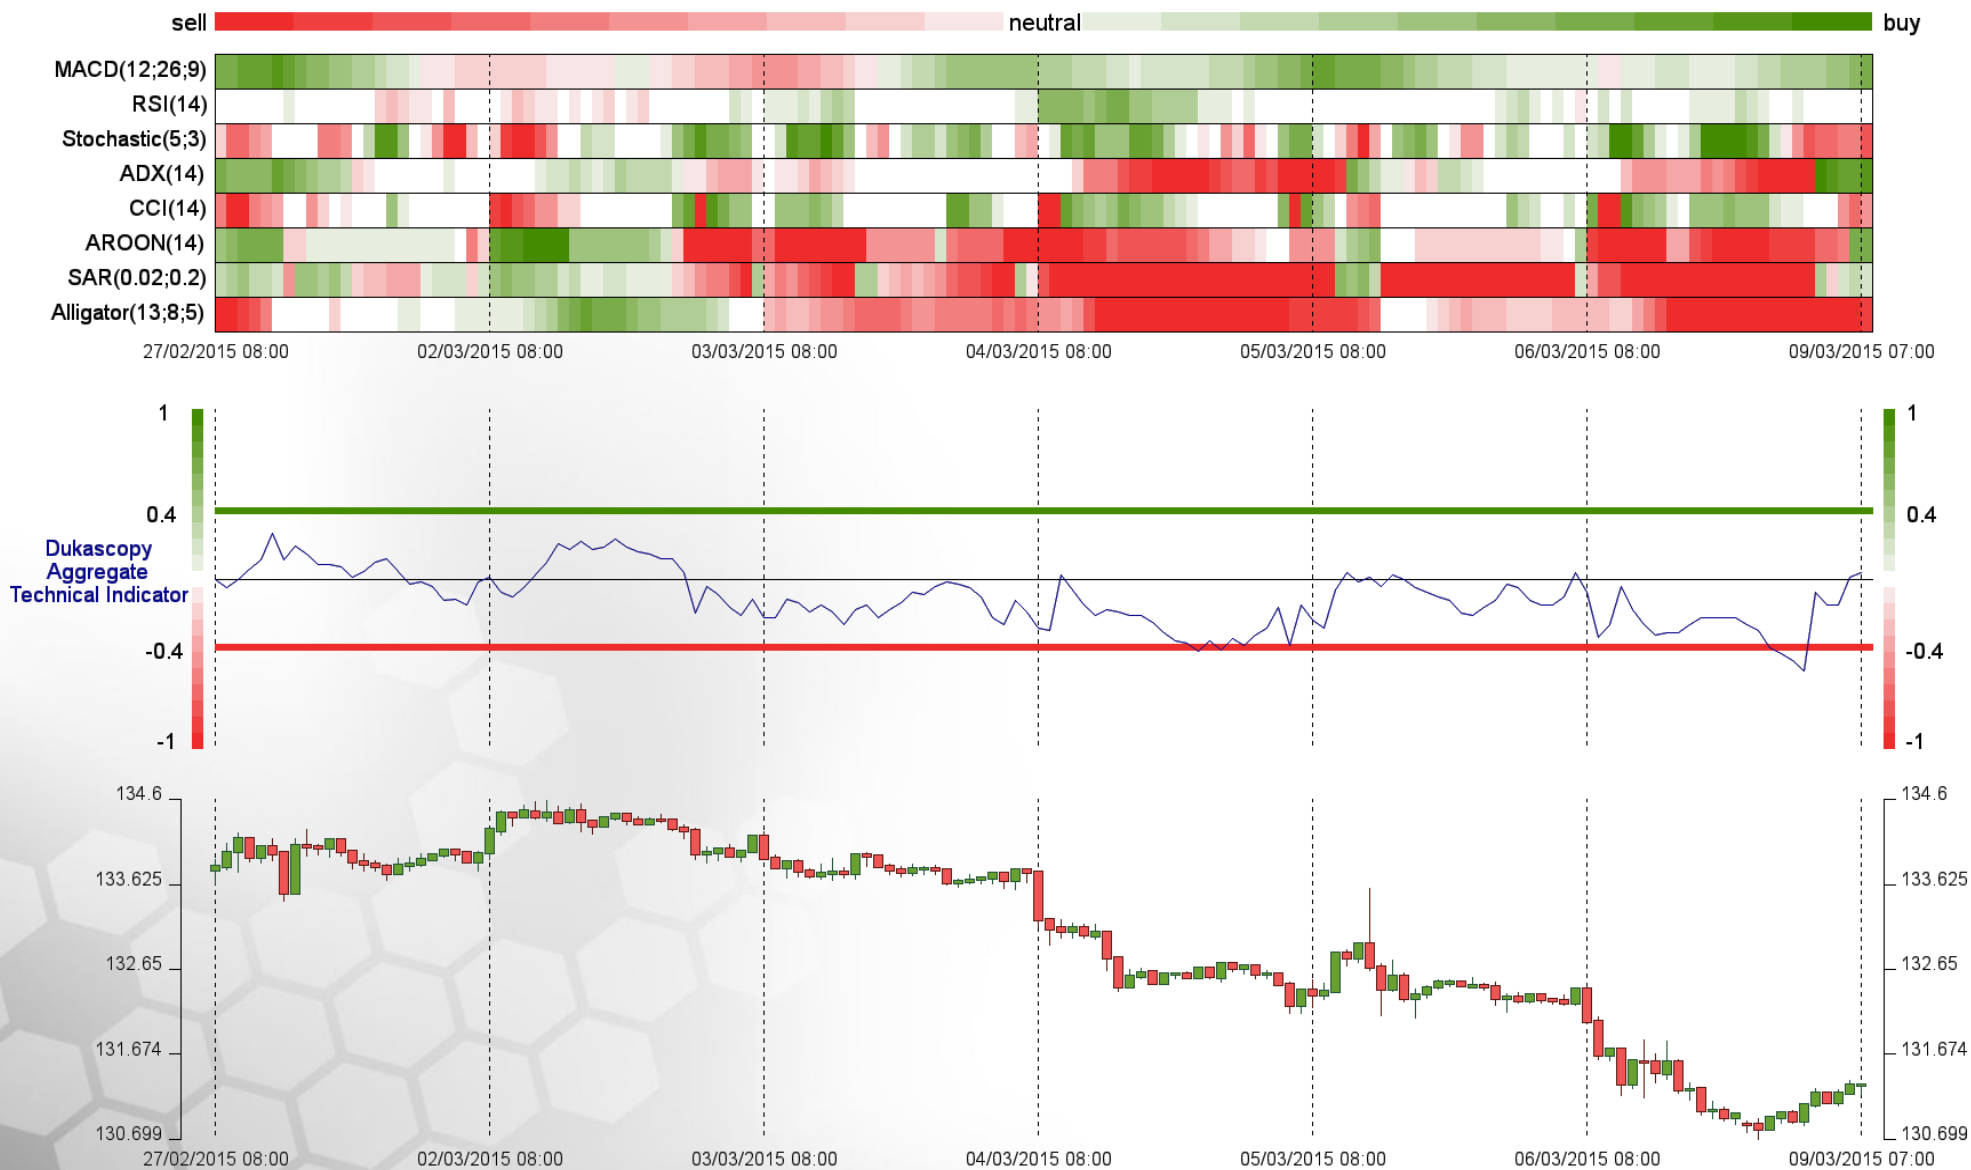 sell neutral buy
MACD(12;26;9)
RSI(14)
Stochastic(5;3)
ADX(14)
CCI(14)
AROON(14)
SAR(0.02;0.2)
Alligator(13;8;5)
27/02/2015 08:00 02/03/2015 08:00 03/03/2015 08:00 04/03/2015 08:00 05/03/2015 08:00 06/03/2015 08:00 09/03/2015 07:00
1 1
0.4 0.4
Dukascopy
Aggregate
Technical Indicator
-0.4 -0.4
-1 -1
134.6 134.6
133.625 133.625
132.65 132.65
131.674 131.674
130.699 130.699
27/02/2015 08:00 02/03/2015 08:00 03/03/2015 08:00 04/03/2015 08:00 05/03/2015 08:00 06/03/2015 08:00 09/03/2015 07:00